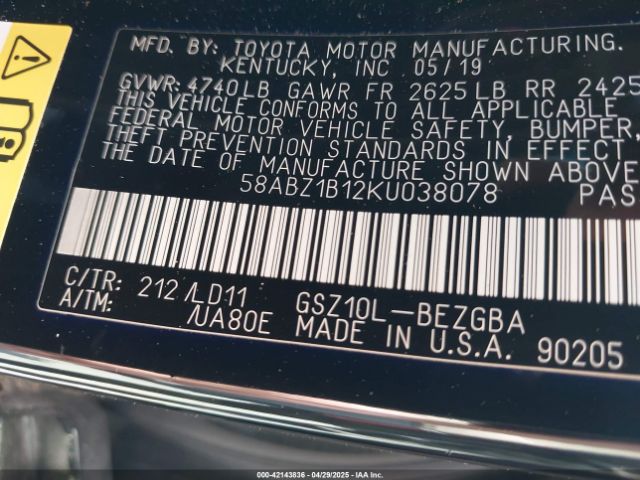 MFD. BY: TOYOTA MOTOR MANUFACTURING.
KENTUCKY, INC 05/19
GVWR: 4740LB GAWR FR 2625LB RR 2425
THIS VEHICLE CONFORMS TO ALL APPLICABLE
FEDERAL MOTOR VEHICLE SAFETY, BUMPER,
THEFT PREVENTION STANDARDS IN EFFECT
THE DATE OF MANUFACTURE SHOWN ABOVE
58ABZ1B12KU038078 PAS
C/TR: 212/LD11 GSZ10L-BEZGBA
A/TM: /UA80E MADE IN U.S.A. 90205
000-42143836 04/29/2025 IAAI.com